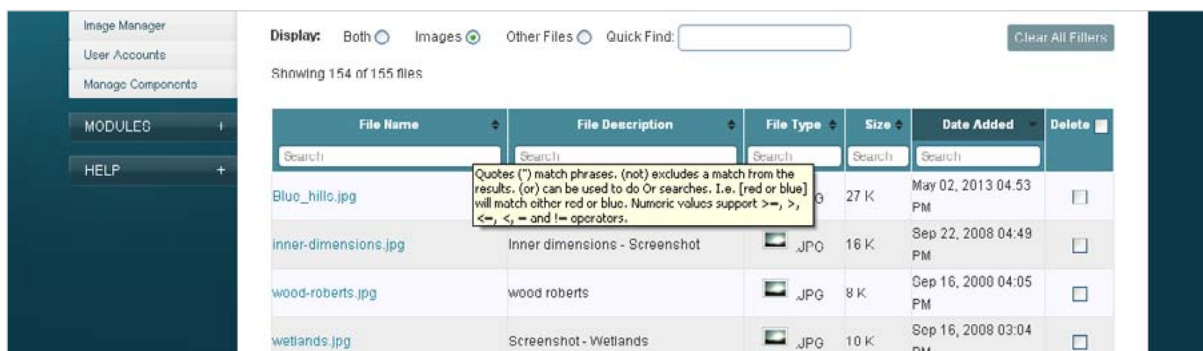 Image Manager
User Accounts
Manage Components
MODULES +
HELP +
Display: Both Images Other Files Quick Find:
Clear All Filters
Showing 154 of 155 files
File Name File Description File Type Size Date Added Delete
Search Search Search Search Search
Quotes (") match phrases. (not) excludes a match from the
results. (or) can be used to do Or searches. I.e. [red or blue]
will match either red or blue. Numeric values support >=, >,
<=, <, = and != operators.
Blue_hills.jpg 27 K May 02, 2013 04:53
PM
inner-dimensions.jpg Inner dimensions - Screenshot .JPG 16 K Sep 22, 2008 04:49
PM
wood-roberts.jpg wood roberts .JPG 8 K Sep 16, 2008 04:05
PM
wetlands.jpg Screenshot - Wetlands .JPG 10 K Sep 16, 2008 03:04